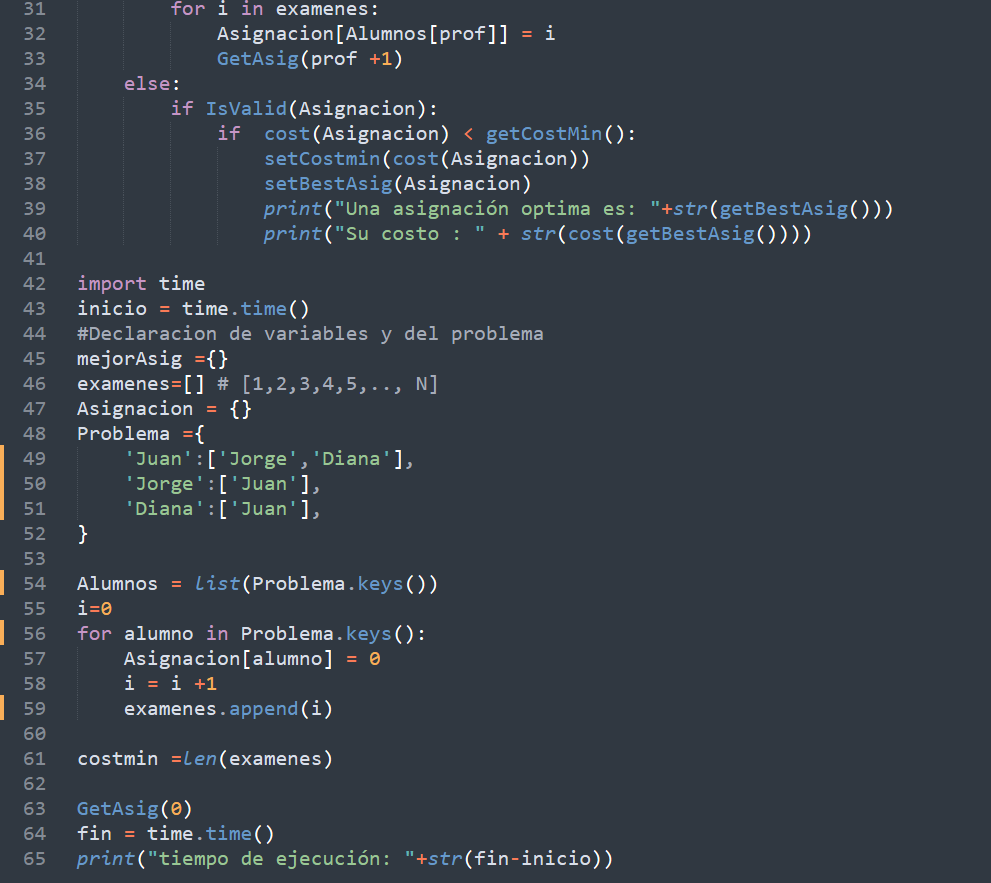 31 for i in examenes:
32 Asignacion[Alumnos[prof]] = i
33 GetAsig(prof +1)
34 else:
35 if IsValid(Asignacion):
36 if  cost(Asignacion) < getCostMin():
37 setCostmin(cost(Asignacion))
38 setBestAsig(Asignacion)
39 print("Una asignación optima es: "+str(getBestAsig()))
40 print("Su costo : " + str(cost(getBestAsig())))
41
42 import time
43 inicio = time.time()
44 #Declaracion de variables y del problema
45 mejorAsig ={}
46 examenes=[] # [1,2,3,4,5,.., N]
47 Asignacion = {}
48 Problema ={
49 'Juan':['Jorge','Diana'],
50 'Jorge':['Juan'],
51 'Diana':['Juan'],
52 }
53
54 Alumnos = list(Problema.keys())
55 i=0
56 for alumno in Problema.keys():
57 Asignacion[alumno] = 0
58 i = i +1
59 examenes.append(i)
60
61 costmin =len(examenes)
62
63 GetAsig(0)
64 fin = time.time()
65 print("tiempo de ejecución: "+str(fin-inicio))